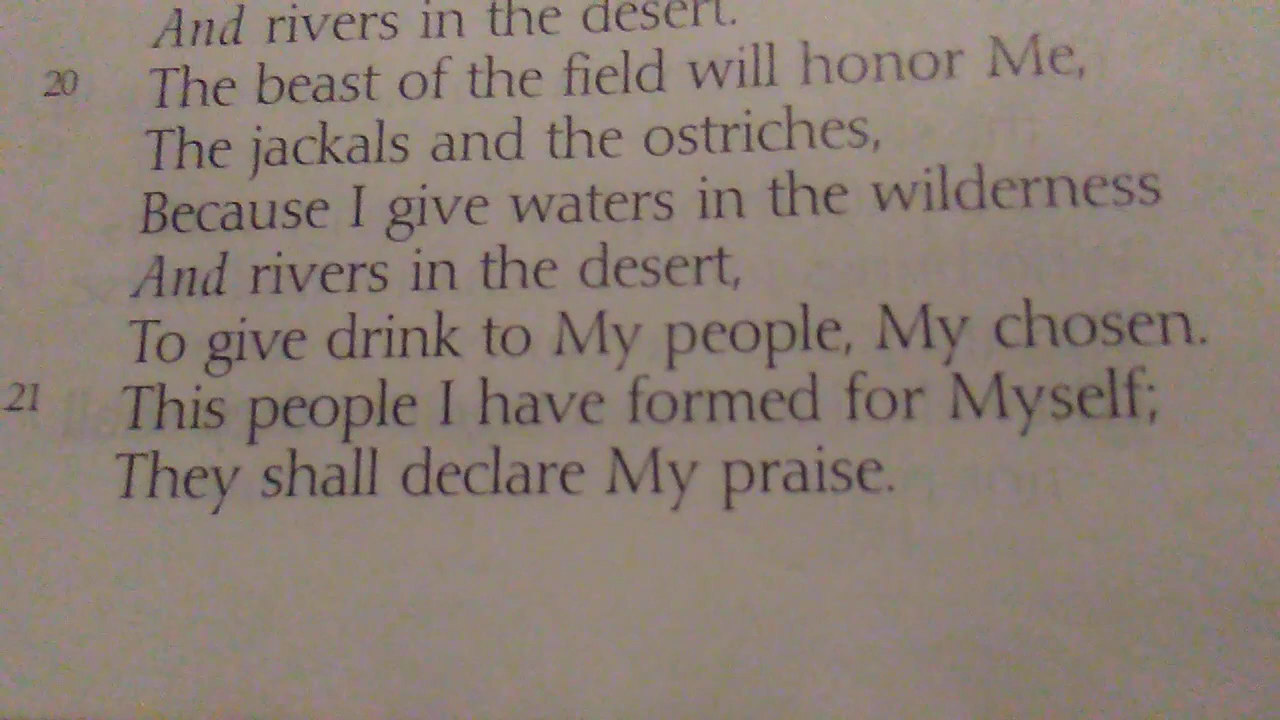 And rivers in the desert.
20 The beast of the field will honor Me,
The jackals and the ostriches,
Because I give waters in the wilderness
And rivers in the desert,
To give drink to My people, My chosen.
21 This people I have formed for Myself;
They shall declare My praise.